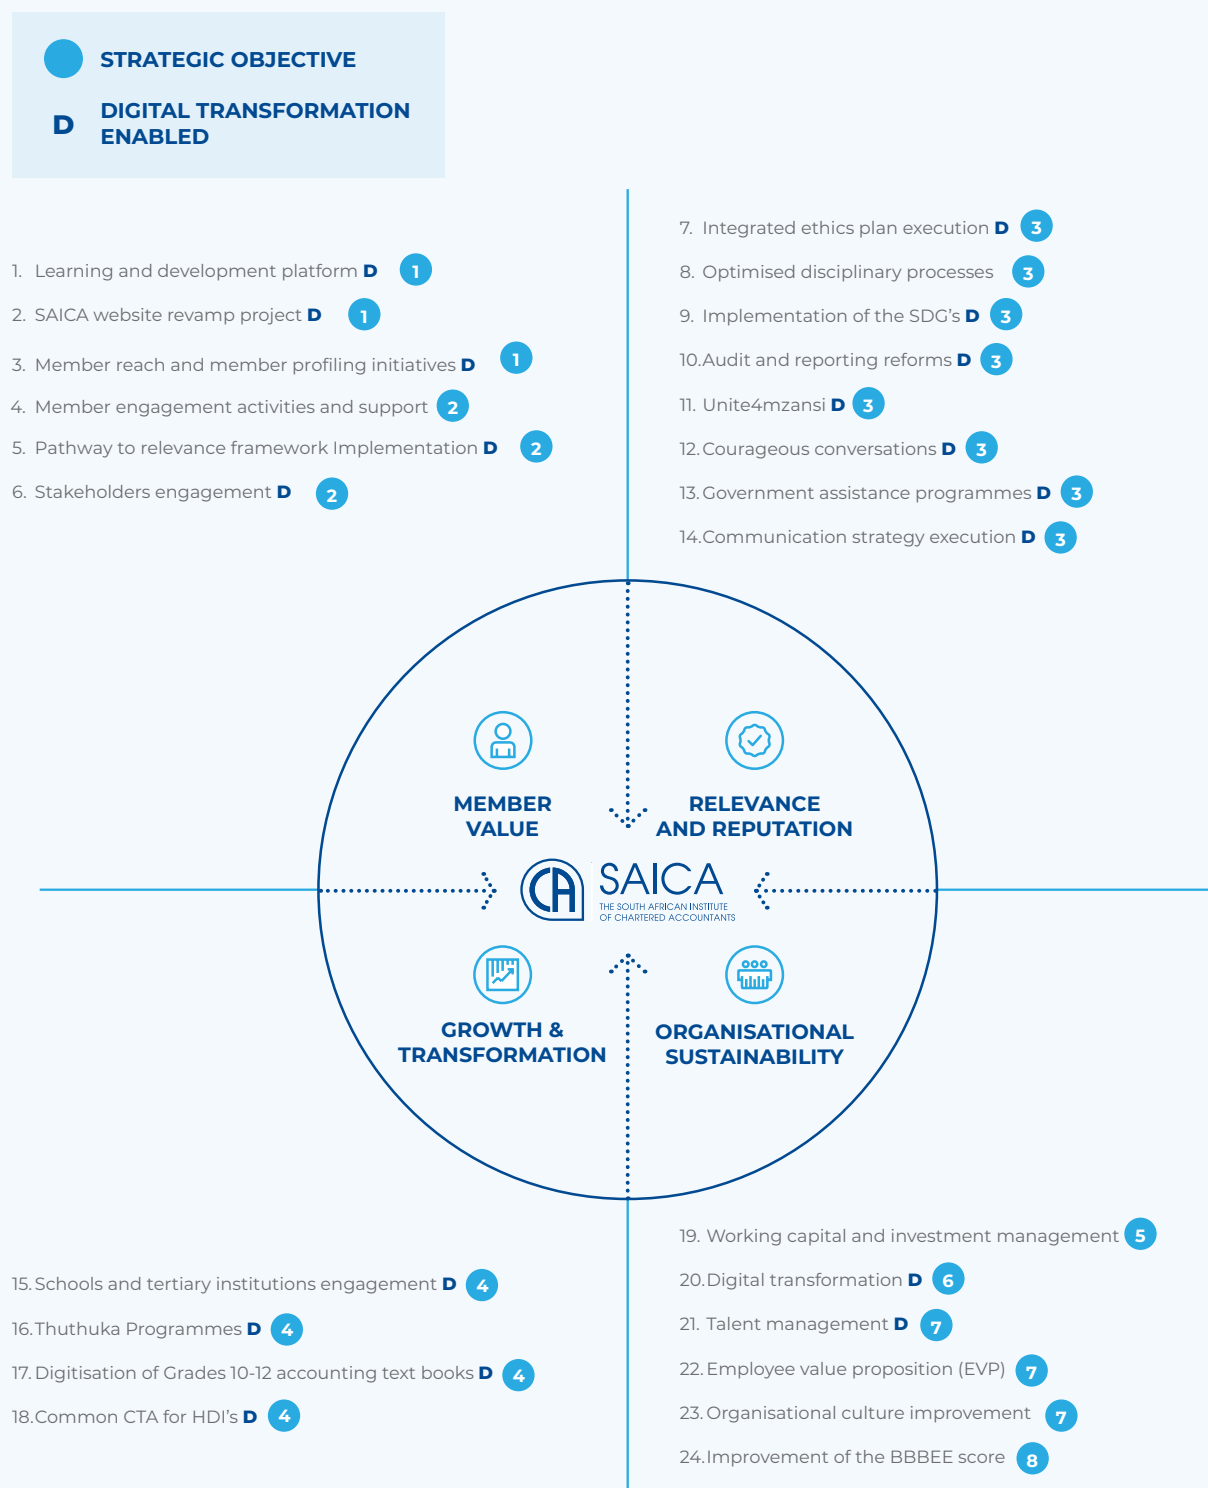 STRATEGIC OBJECTIVE
D DIGITAL TRANSFORMATION
ENABLED
1. Learning and development platform D 1
2. SAICA website revamp project D 1
3. Member reach and member profiling initiatives D 1
4. Member engagement activities and support 2
5. Pathway to relevance framework Implementation D 2
6. Stakeholders engagement D 2
7. Integrated ethics plan execution D 3
8. Optimised disciplinary processes 3
9. Implementation of the SDG's D 3
10. Audit and reporting reforms D 3
11. Unite4mzansi D 3
12. Courageous conversations D 3
13. Government assistance programmes D 3
14. Communication strategy execution D 3
MEMBER
VALUE
RELEVANCE
AND REPUTATION
CA
SAICA
THE SOUTH AFRICAN INSTITUTE
OF CHARTERED ACCOUNTANTS
GROWTH &
TRANSFORMATION
ORGANISATIONAL
SUSTAINABILITY
15. Schools and tertiary institutions engagement D 4
16. Thuthuka Programmes D 4
17. Digitisation of Grades 10-12 accounting text books D 4
18. Common CTA for HDI's D 4
19. Working capital and investment management 5
20. Digital transformation D 6
21. Talent management D 7
22. Employee value proposition (EVP) 7
23. Organisational culture improvement 7
24. Improvement of the BBBEE score 8